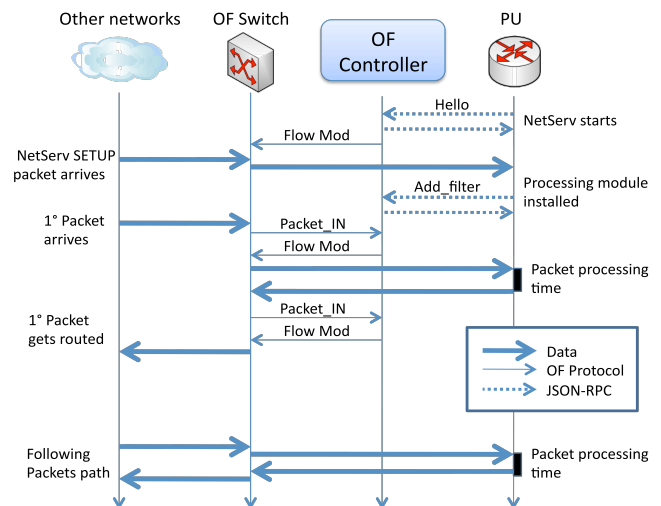 Other networks
OF Switch
OF
Controller
PU
Hello
NetServ starts
Flow Mod
NetServ SETUP
packet arrives
Add_filter
Processing module
installed
1° Packet
arrives
Packet_IN
Flow Mod
Packet processing
time
Packet_IN
1° Packet
gets routed
Flow Mod
Data
OF Protocol
JSON-RPC
Following
Packets path
Packet processing
time